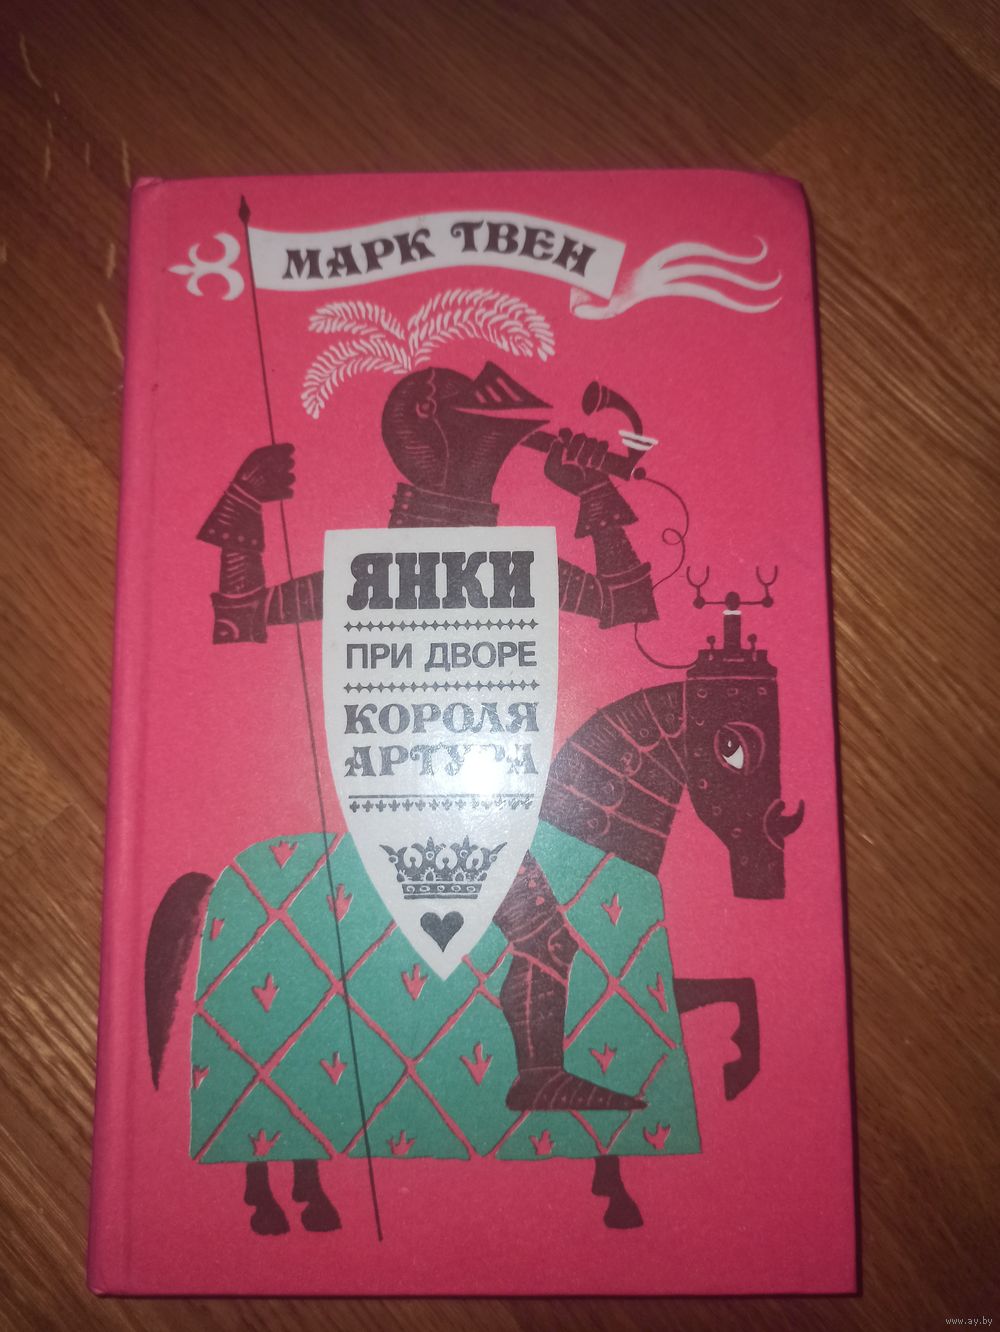 МАРК ТВЕН
ЯНКИ
ПРИ ДВОРЕ
КОРОЛЯ
АРТУРА
www.ay.by